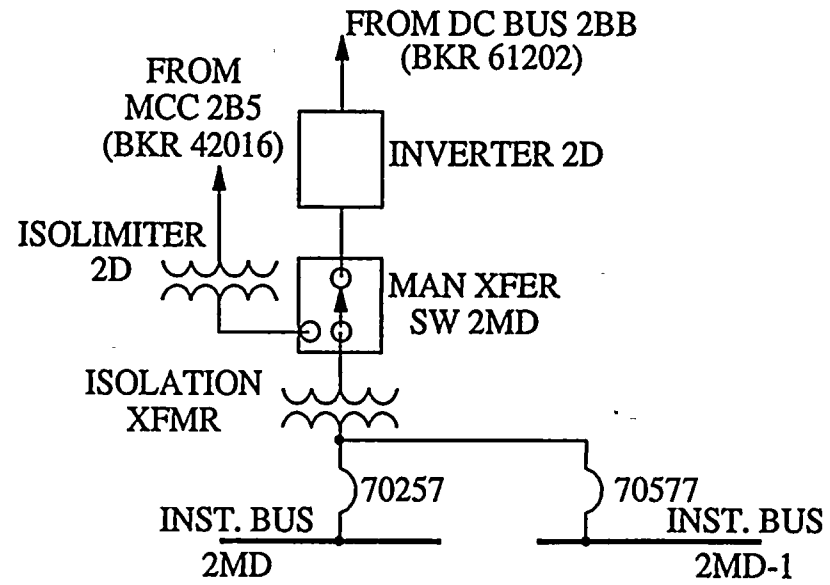 FROM DC BUS 2BB
(BKR 61202)
FROM
MCC 2B5
(BKR 42016)
INVERTER 2D
ISOLIMITER
2D
MAN XFER
SW 2MD
ISOLATION
XFMR
70257
70577
INST. BUS
2MD
INST. BUS
2MD-1